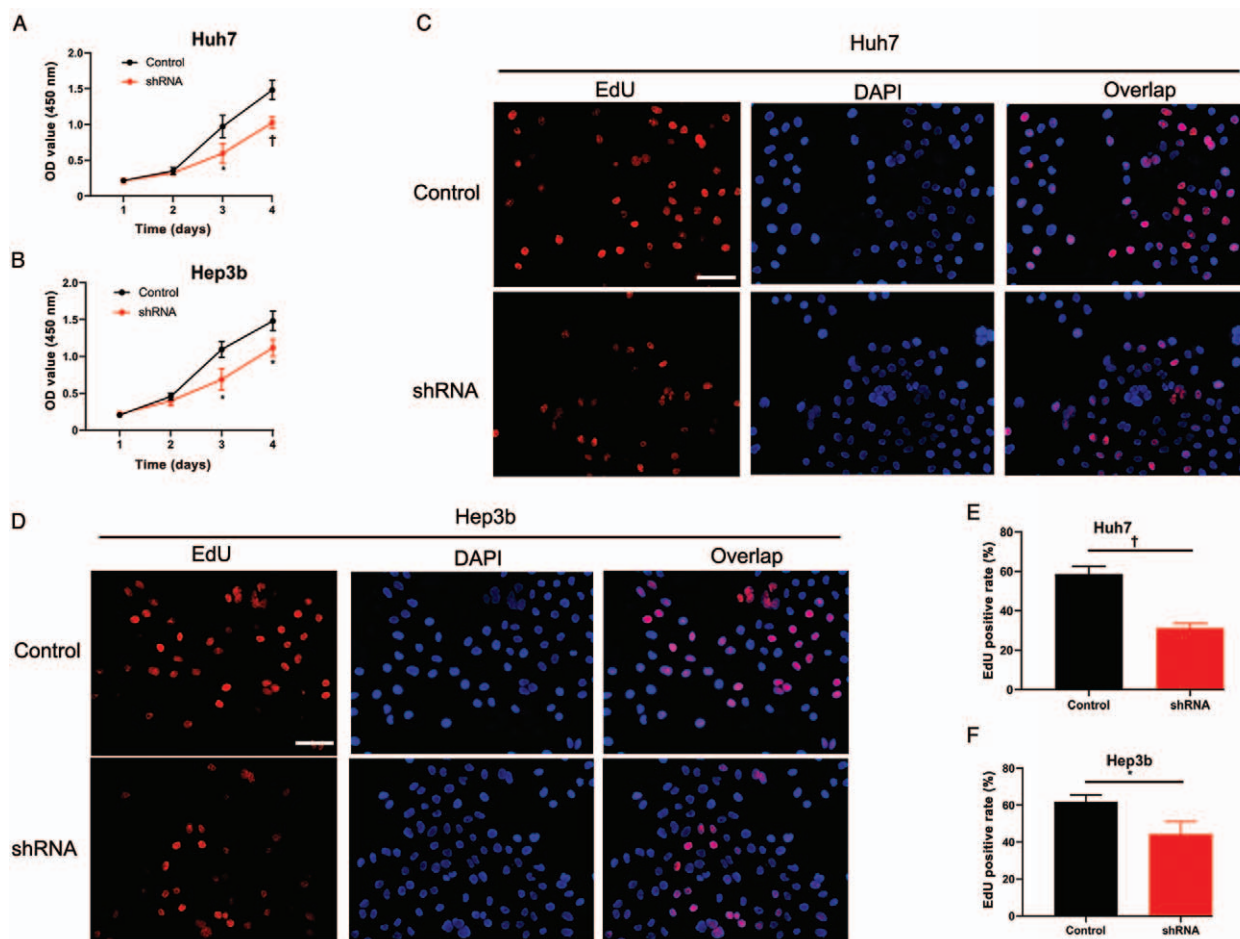 A
Huh7
Control
shRNA
OD value (450 nm)
2.0
1.5
1.0
0.5
0
*
†
1 2 3 4
Time (days)
B
Hep3b
Control
shRNA
OD value (450 nm)
2.0
1.5
1.0
0.5
0
*
*
1 2 3 4
Time (days)
C
Huh7
EdU DAPI Overlap
Control
shRNA
D
Hep3b
EdU DAPI Overlap
Control
shRNA
E
Huh7
†
EdU positive rate (%)
80
60
40
20
0
Control shRNA
F
Hep3b
*
EdU positive rate (%)
80
60
40
20
0
Control shRNA